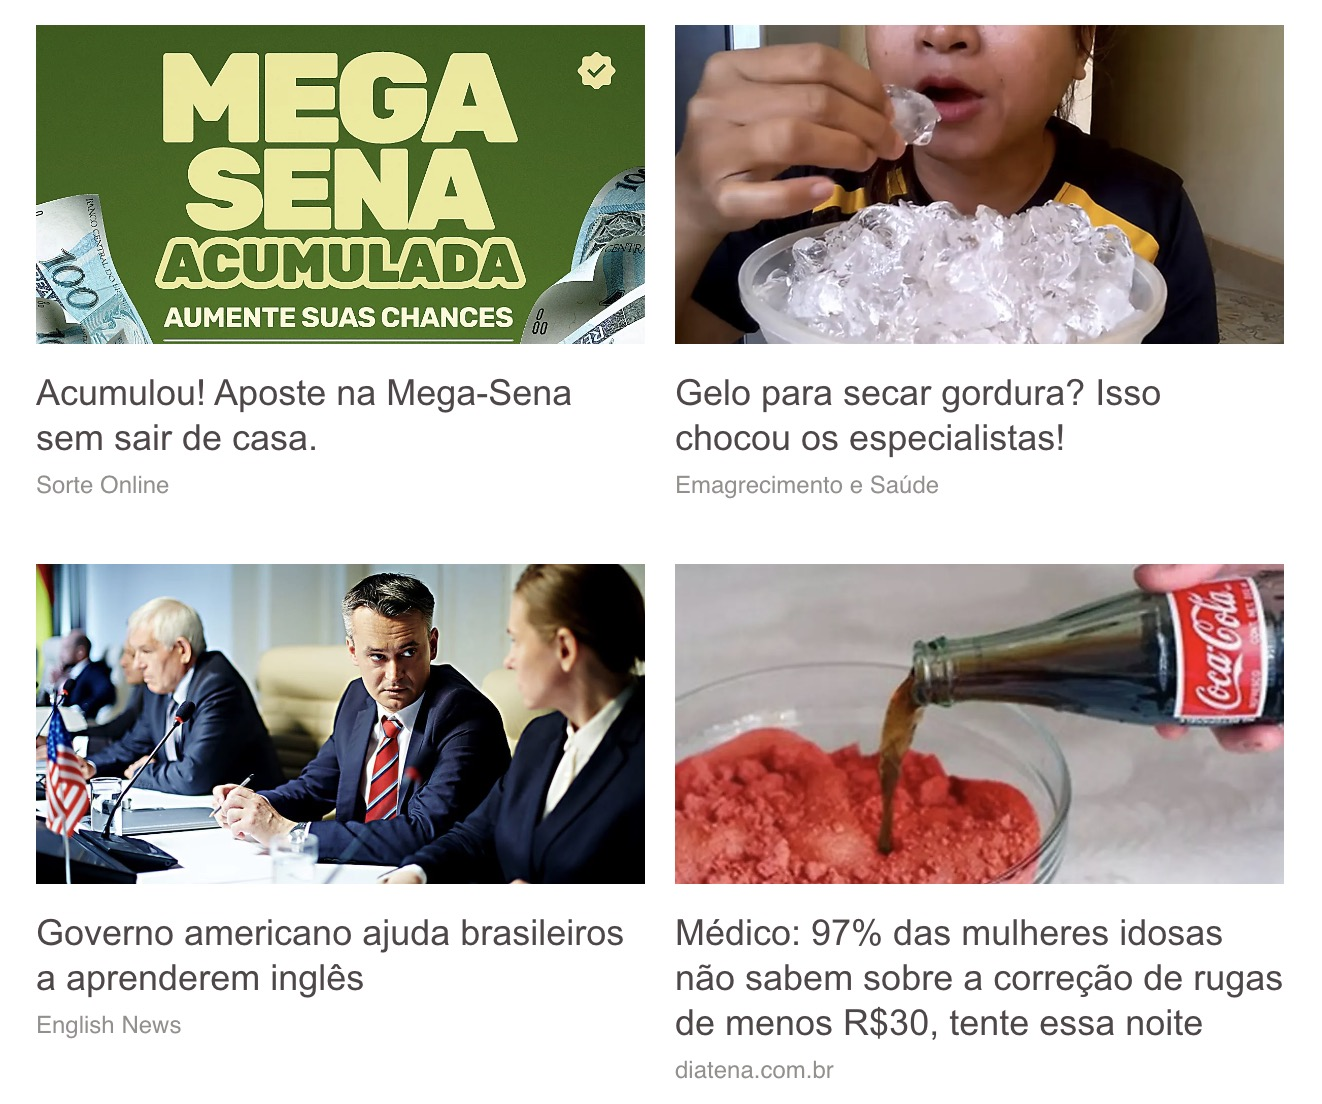 MEGA
SENA
ACUMULADA
AUMENTE SUAS CHANCES
100
Acumulou! Aposte na Mega-Sena
sem sair de casa.
Sorte Online
Gelo para secar gordura? Isso
chocou os especialistas!
Emagrecimento e Saúde
Governo americano ajuda brasileiros
a aprenderem inglês
English News
Coca-Cola
Médico: 97% das mulheres idosas
não sabem sobre a correção de rugas
de menos R$30, tente essa noite
diatena.com.br